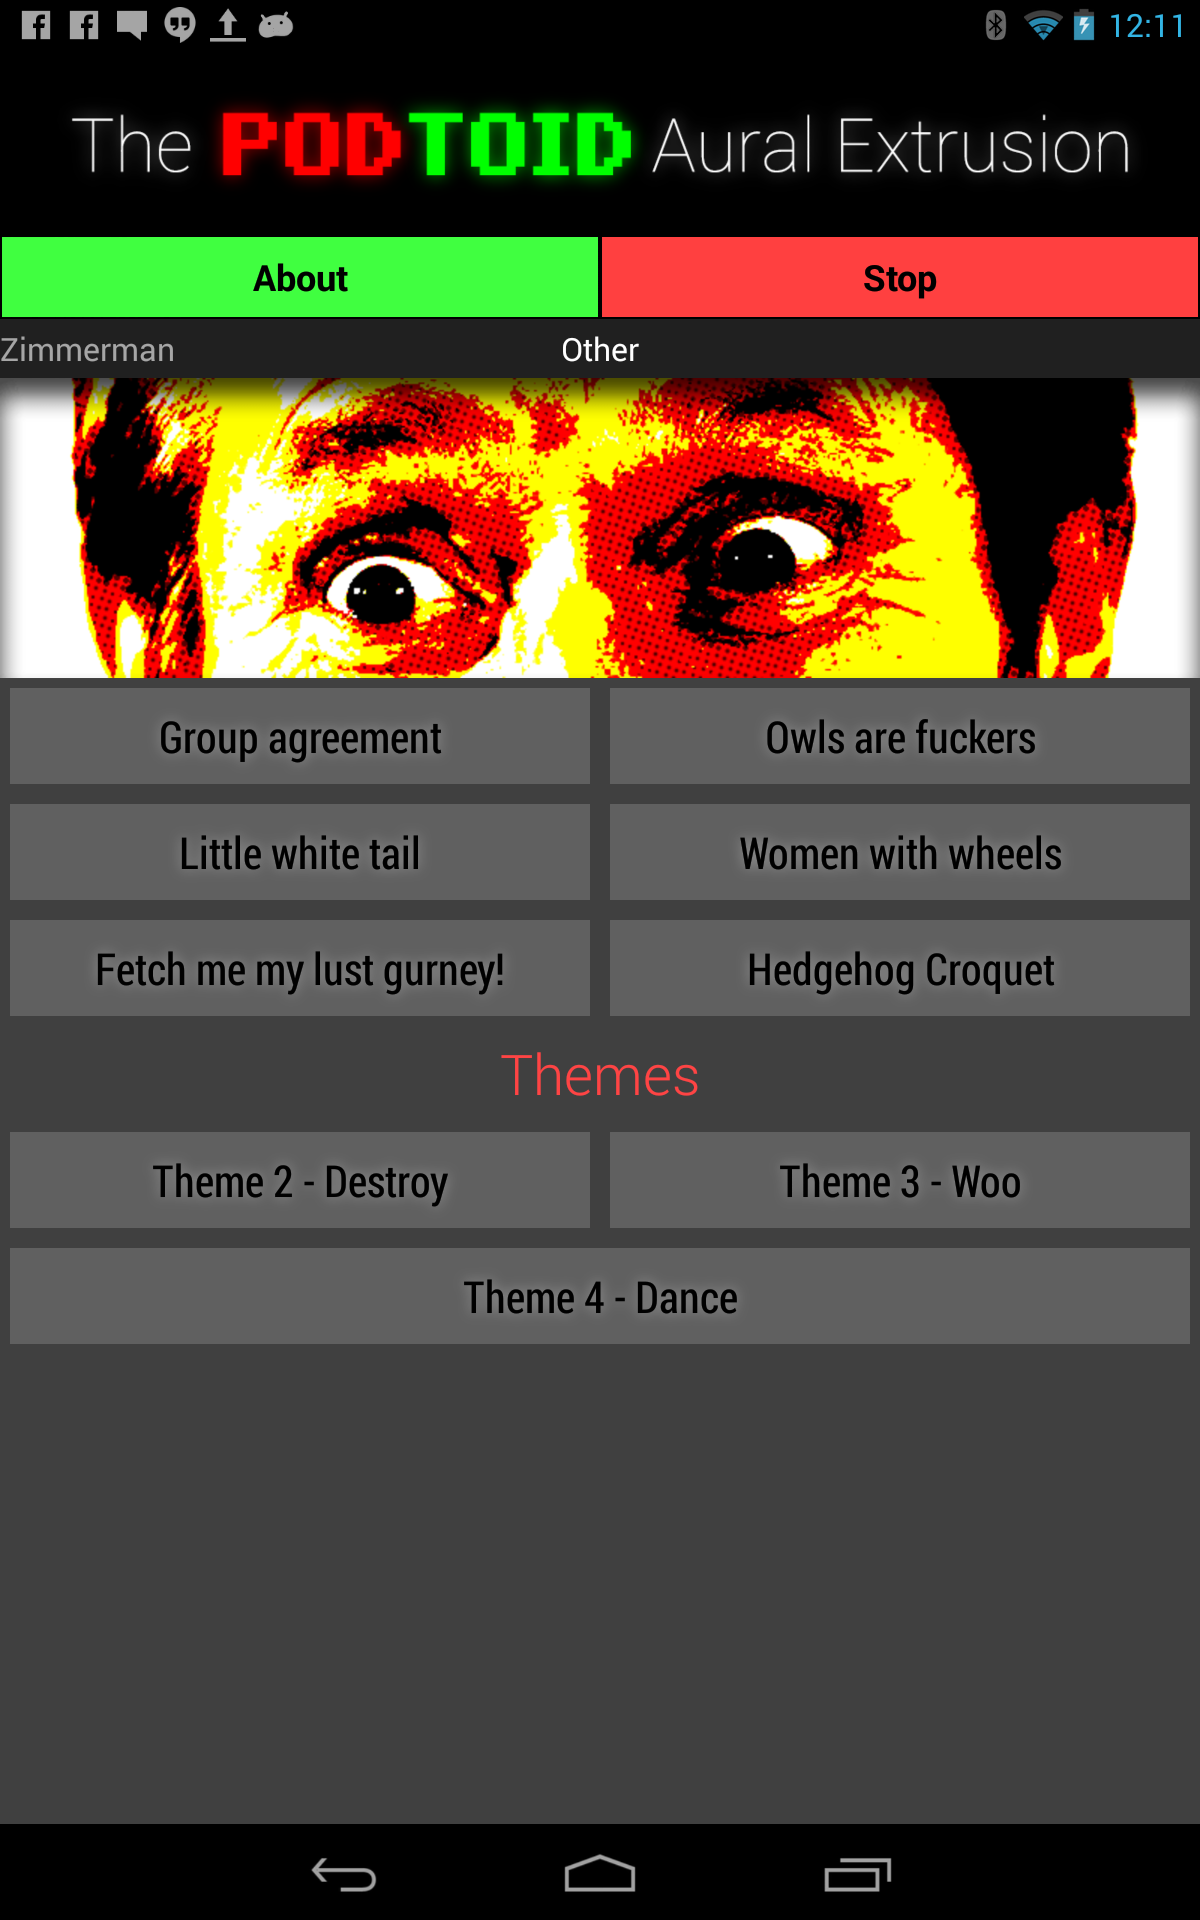 12:11
The PODTOID Aural Extrusion
About
Stop
Zimmerman
Other
Group agreement
Owls are fuckers
Little white tail
Women with wheels
Fetch me my lust gurney!
Hedgehog Croquet
Themes
Theme 2 - Destroy
Theme 3 - Woo
Theme 4 - Dance